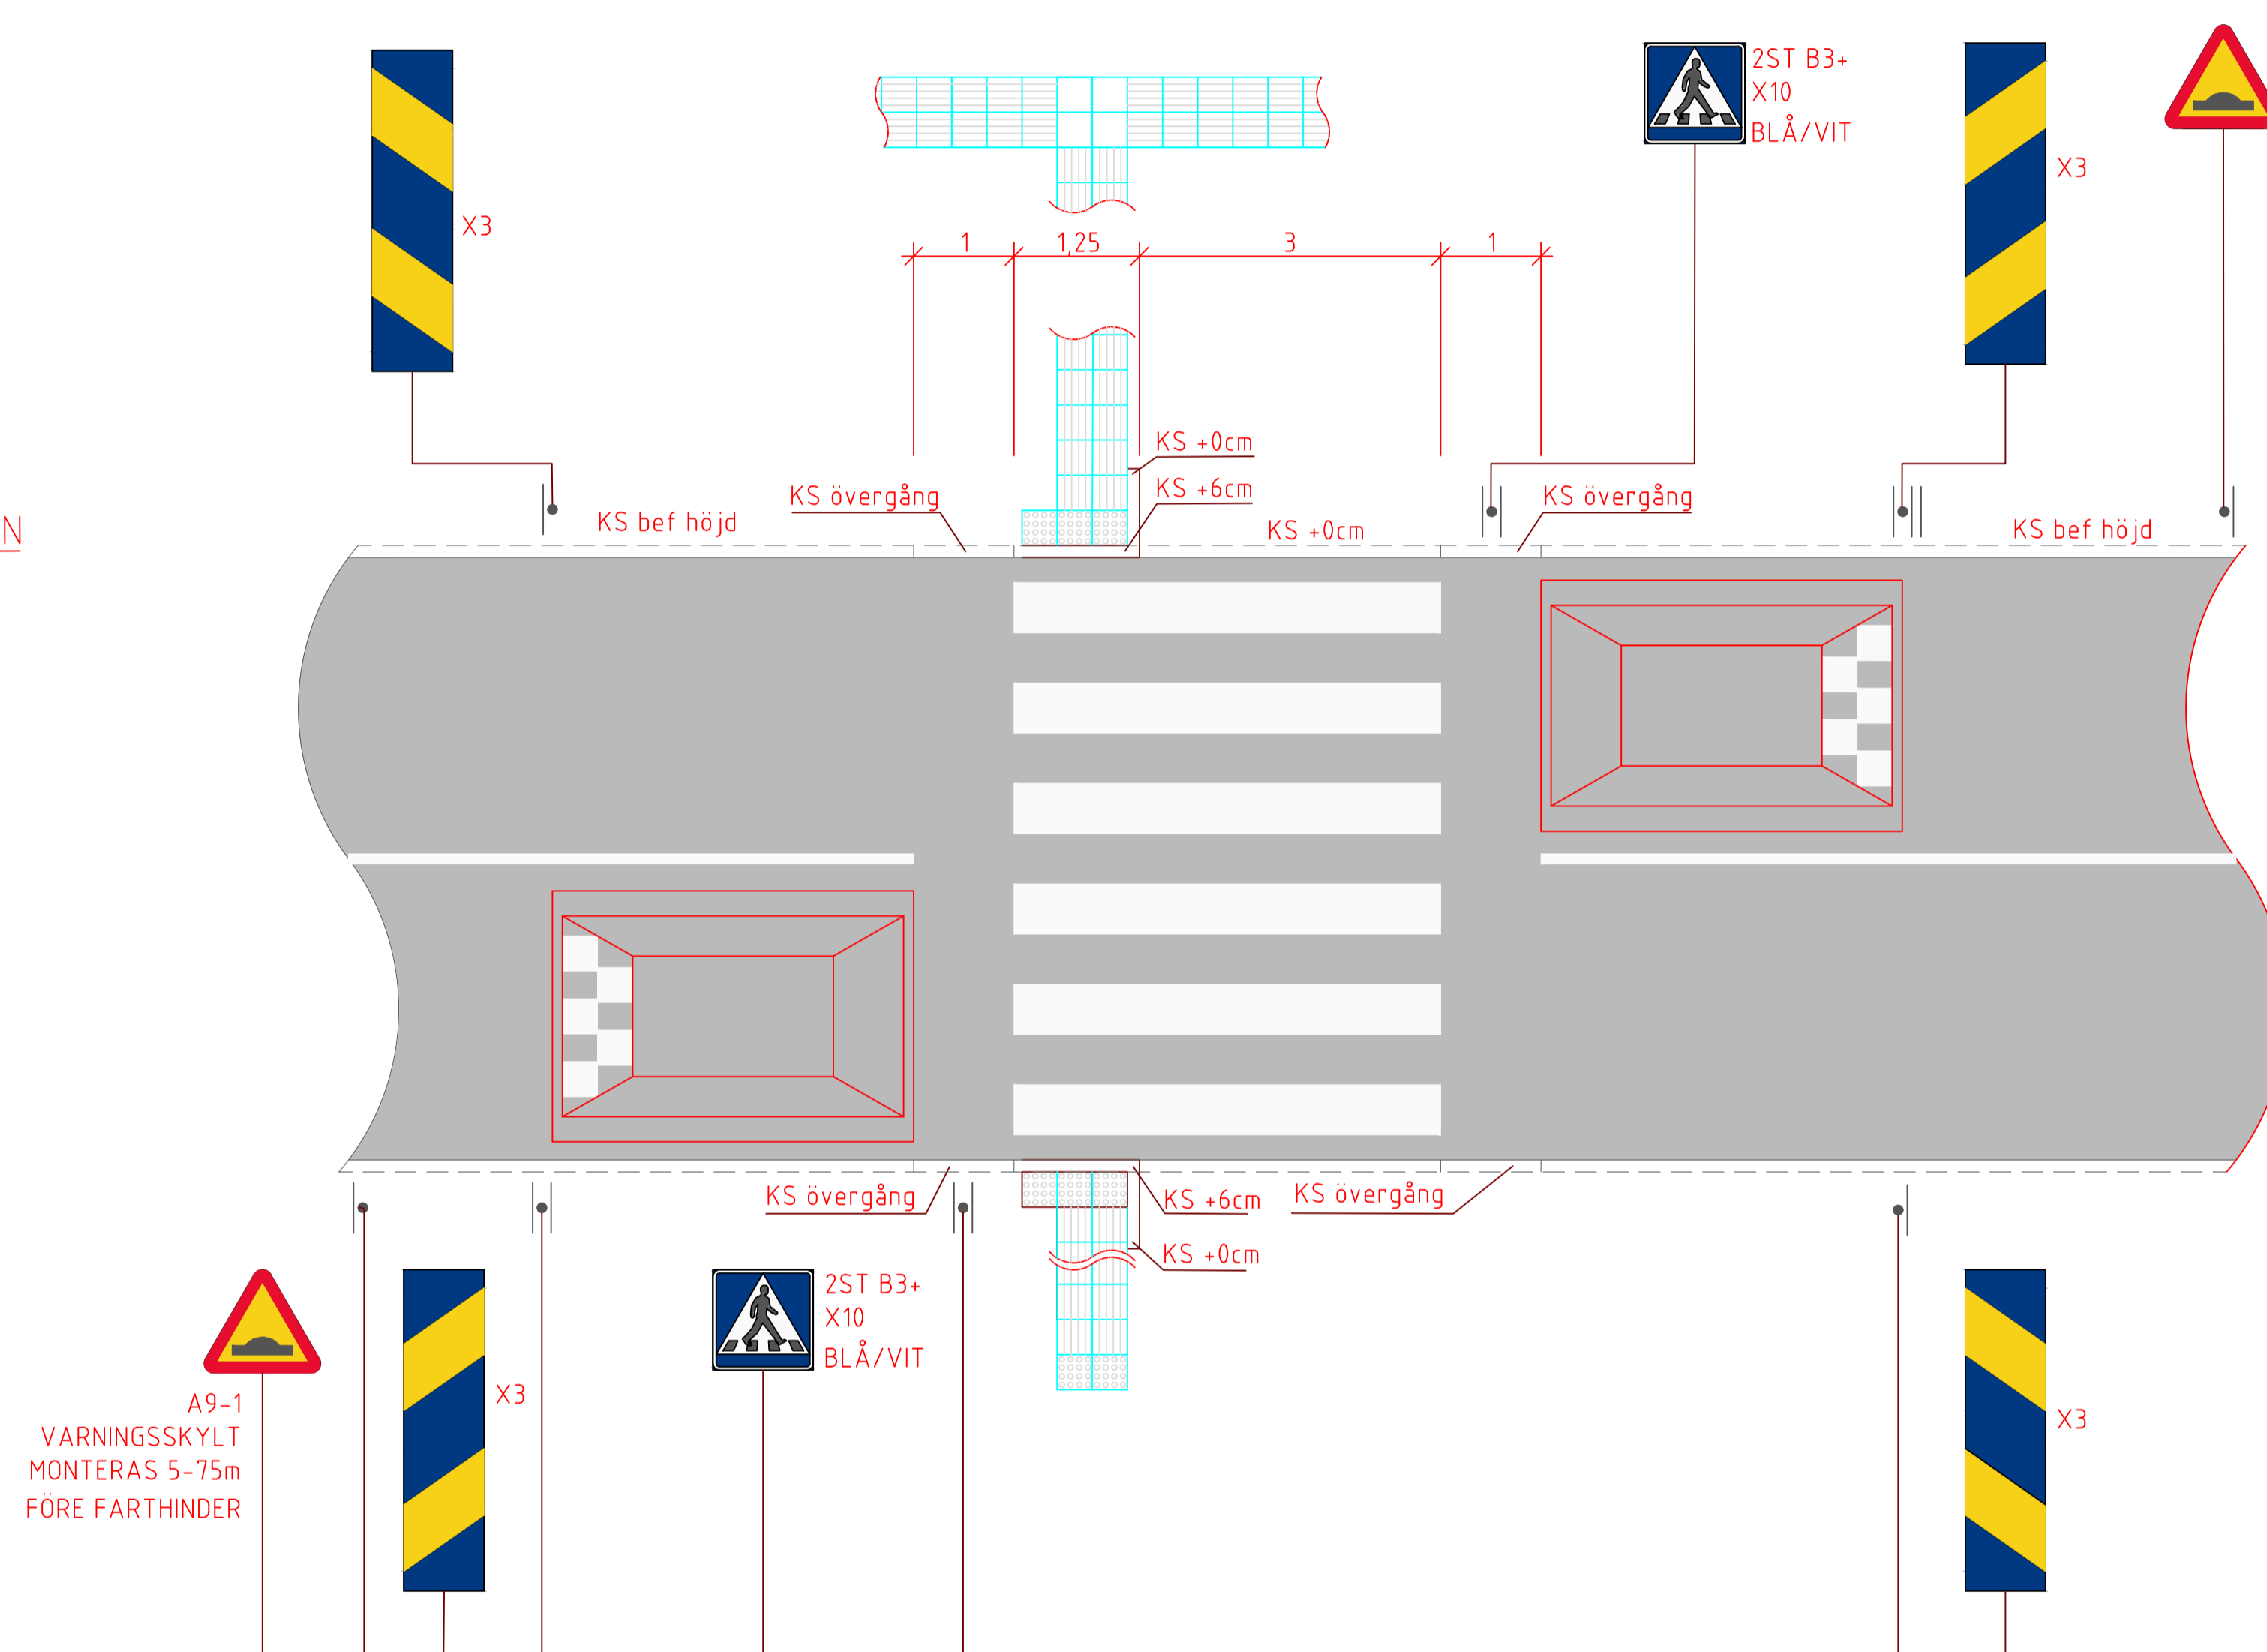 2ST B3+
X10
BLÅ/VIT
X3
X3
1 1,25 3 1
KS +0cm
KS +6cm
KS övergång
KS övergång
KS bef höjd
KS +0cm
KS bef höjd
N
KS övergång
KS +6cm
KS övergång
KS +0cm
2ST B3+
X10
BLÅ/VIT
X3
X3
A9-1
VARNINGSSKYLT
MONTERAS 5-75m
FÖRE FARTHINDER